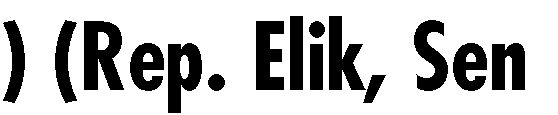 ) (Rep. Elik, Sen